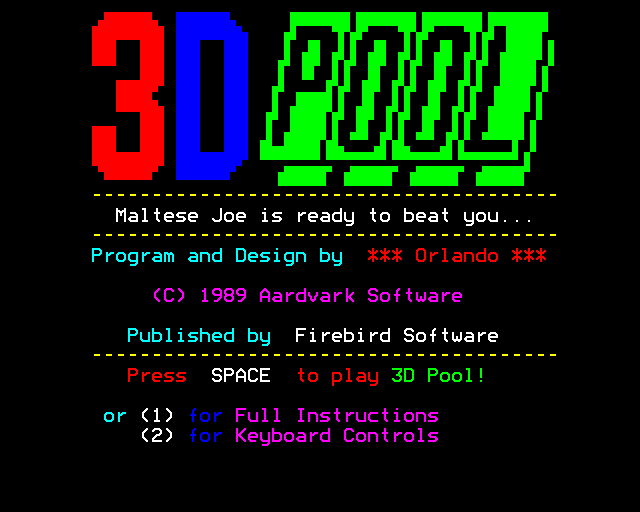 3D POOL
Maltese Joe is ready to beat you...
Program and Design by *** Orlando ***
(C) 1989 Aardvark Software
Published by Firebird Software
Press SPACE to play 3D Pool!
or (1) for Full Instructions
(2) for Keyboard Controls